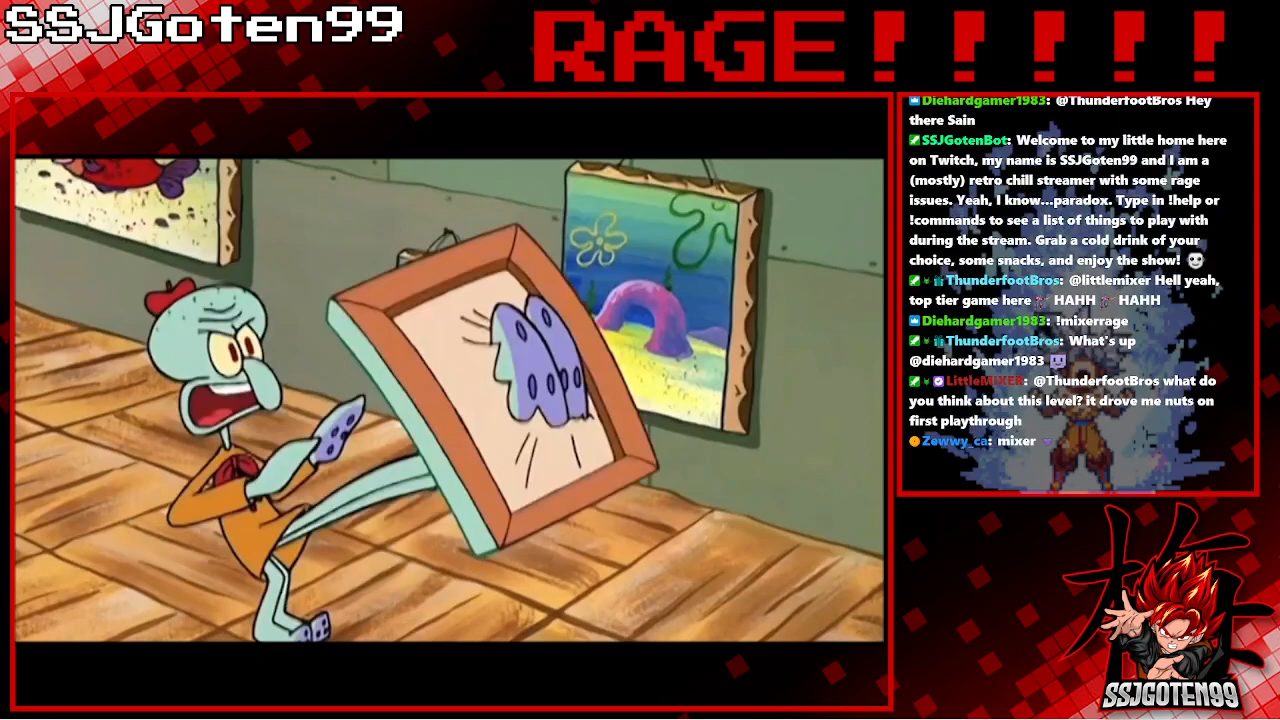 SSJGoten99
RAGE!!!!!
Diehardgamer1983: @ThunderfootBros Hey
there Sain
SSJGotenBot: Welcome to my little home here
on Twitch, my name is SSJGoten99 and I am a
(mostly) retro chill streamer with some rage
issues. Yeah, I know...paradox. Type in !help or
!commands to see a list of things to play with
during the stream. Grab a cold drink of your
choice, some snacks, and enjoy the show!
ThunderfootBros: @littlemixer Hell yeah,
top tier game here HAHH HAHH
Diehardgamer1983: !mixerrage
ThunderfootBros: What's up
@diehardgamer1983
LittleMIXER: @ThunderfootBros what do
you think about this level? it drove me nuts on
first playthrough
Zewwy_ca: mixer
SSJGOTEN99